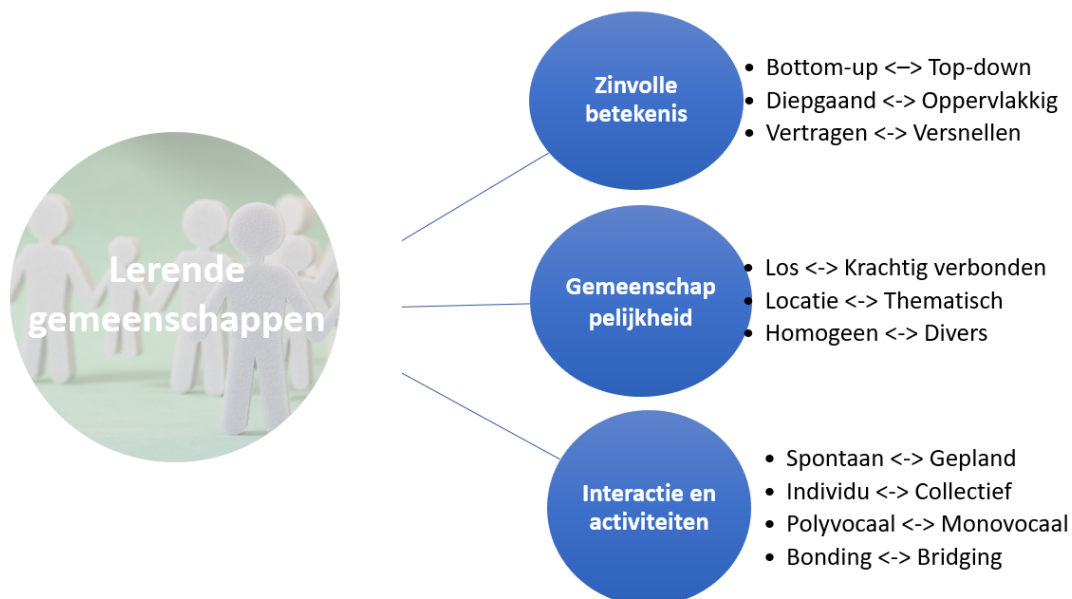 Lerende
gemeenschappen
Zinvolle
betekenis
• Bottom-up <–> Top-down
• Diepgaand <-> Oppervlakkig
• Vertragen <-> Versnellen
Gemeenschap
pelijkheid
• Los <-> Krachtig verbonden
• Locatie <-> Thematisch
• Homogeen <-> Divers
Interactie en
activiteiten
• Spontaan <-> Gepland
• Individu <-> Collectief
• Polyvocaal <-> Monovocaal
• Bonding <-> Bridging